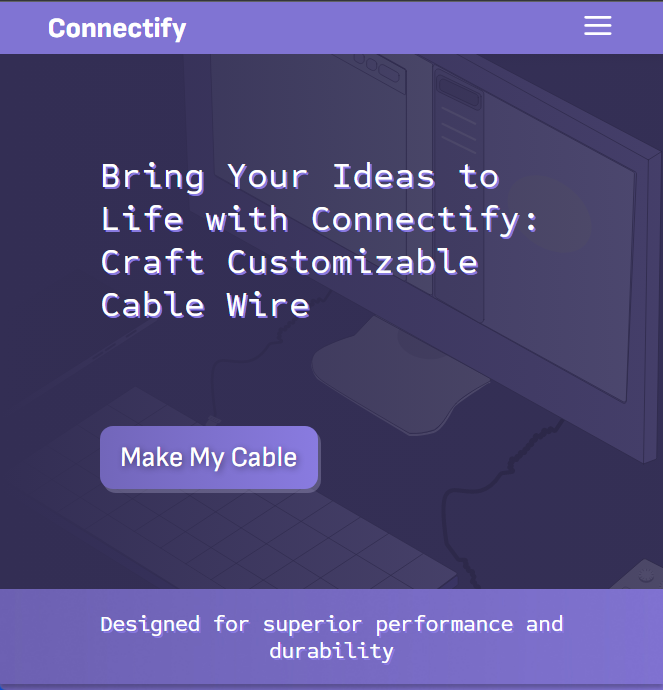 Connectify
Bring Your Ideas to
Life with Connectify:
Craft Customizable
Cable Wire
Make My Cable
Designed for superior performance and
durability